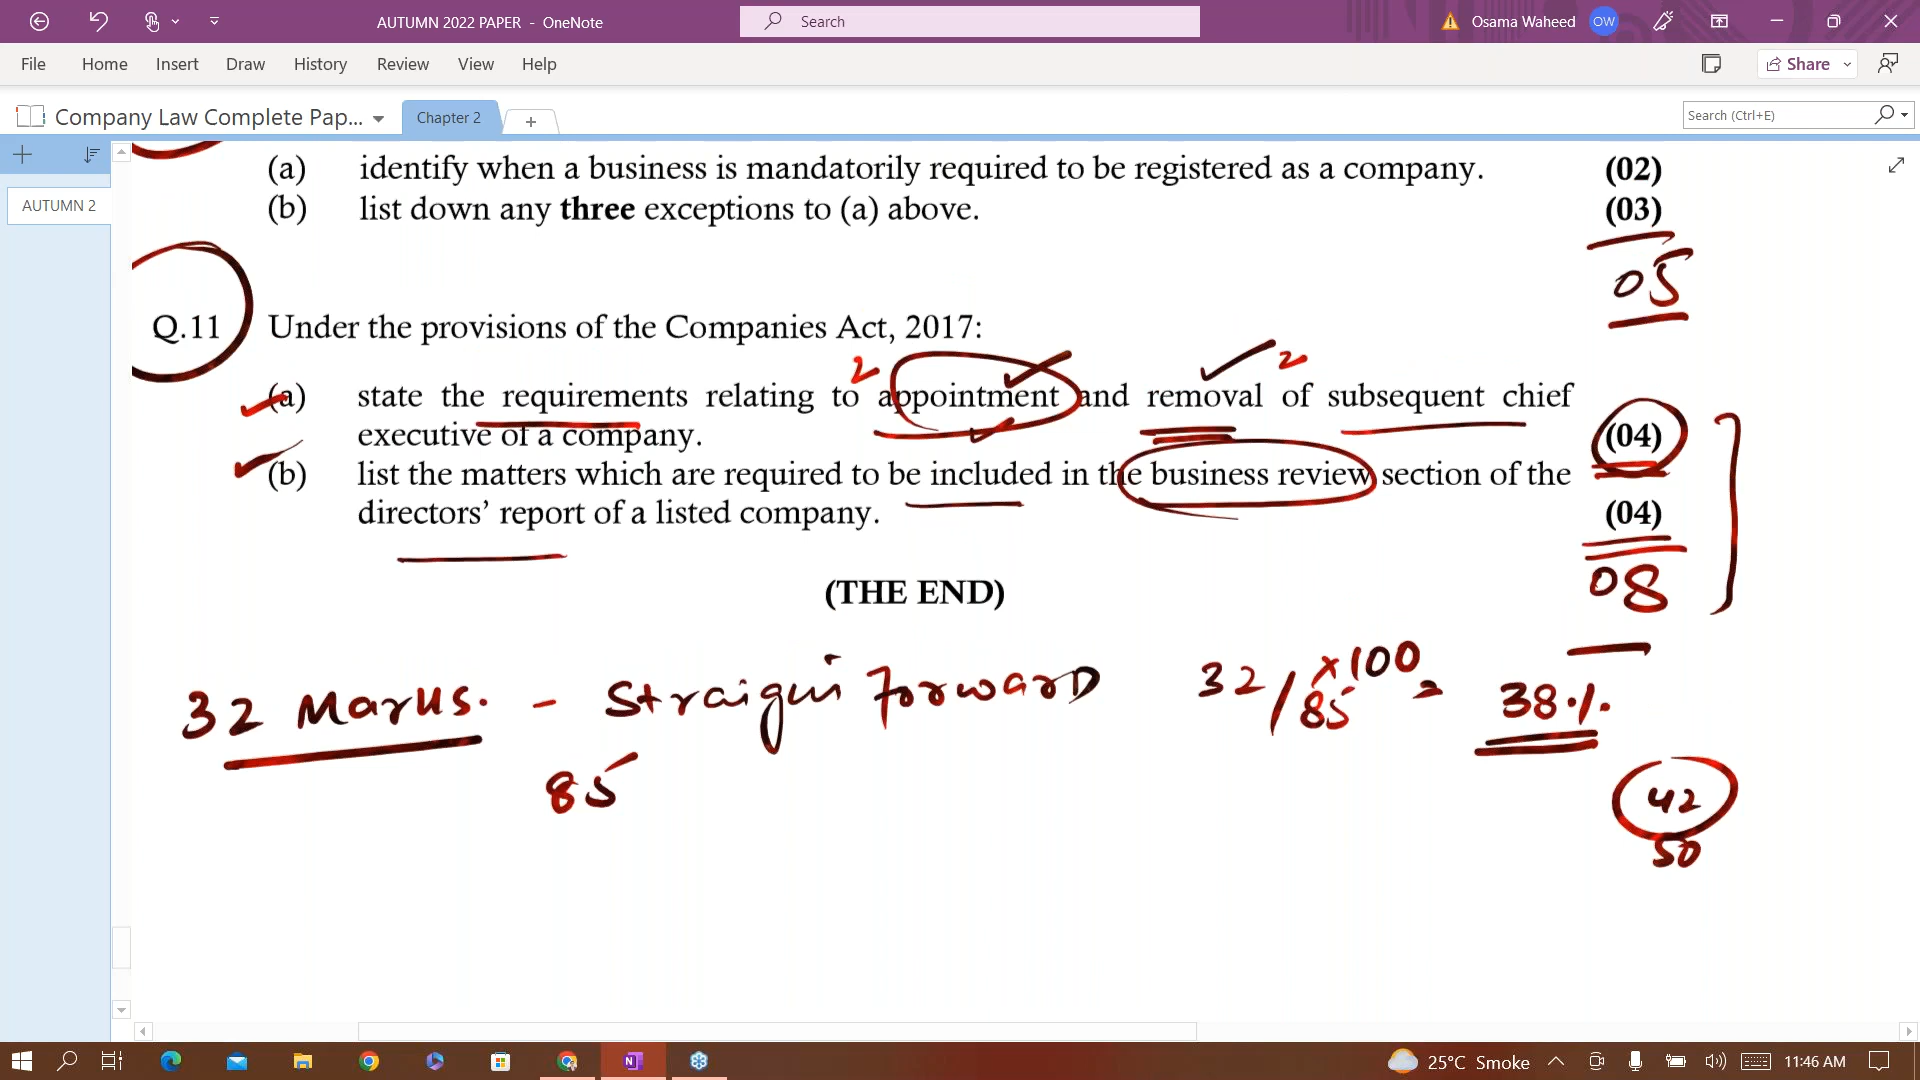 AUTUMN 2022 PAPER - OneNote
Search
Osama Waheed
OW
File Home Insert Draw History Review View Help
Share
Company Law Complete Pap...
Chapter 2
Search (Ctrl+E)
AUTUMN 2
(a) identify when a business is mandatorily required to be registered as a company. (02)
(b) list down any three exceptions to (a) above. (03)
05
Q.11 Under the provisions of the Companies Act, 2017:
2 2
(a) state the requirements relating to appointment and removal of subsequent chief
executive of a company. (04)
(b) list the matters which are required to be included in the business review section of the
directors' report of a listed company. (04)
08
(THE END)
32 Marks. - Straight Forward 32/85 x100 = 38%
85
42
50
25°C Smoke
11:46 AM